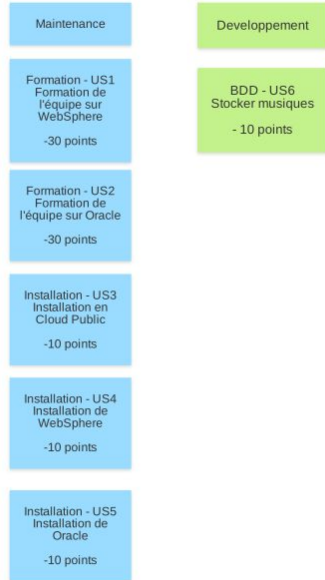 Maintenance
Formation - US1
Formation de
l'équipe sur
WebSphere
-30 points
Formation - US2
Formation de
l'équipe sur Oracle
-30 points
Installation - US3
Installation en
Cloud Public
-10 points
Installation - US4
Installation de
WebSphere
-10 points
Installation - US5
Installation de
Oracle
-10 points
Developpement
BDD - US6
Stocker musiques
- 10 points